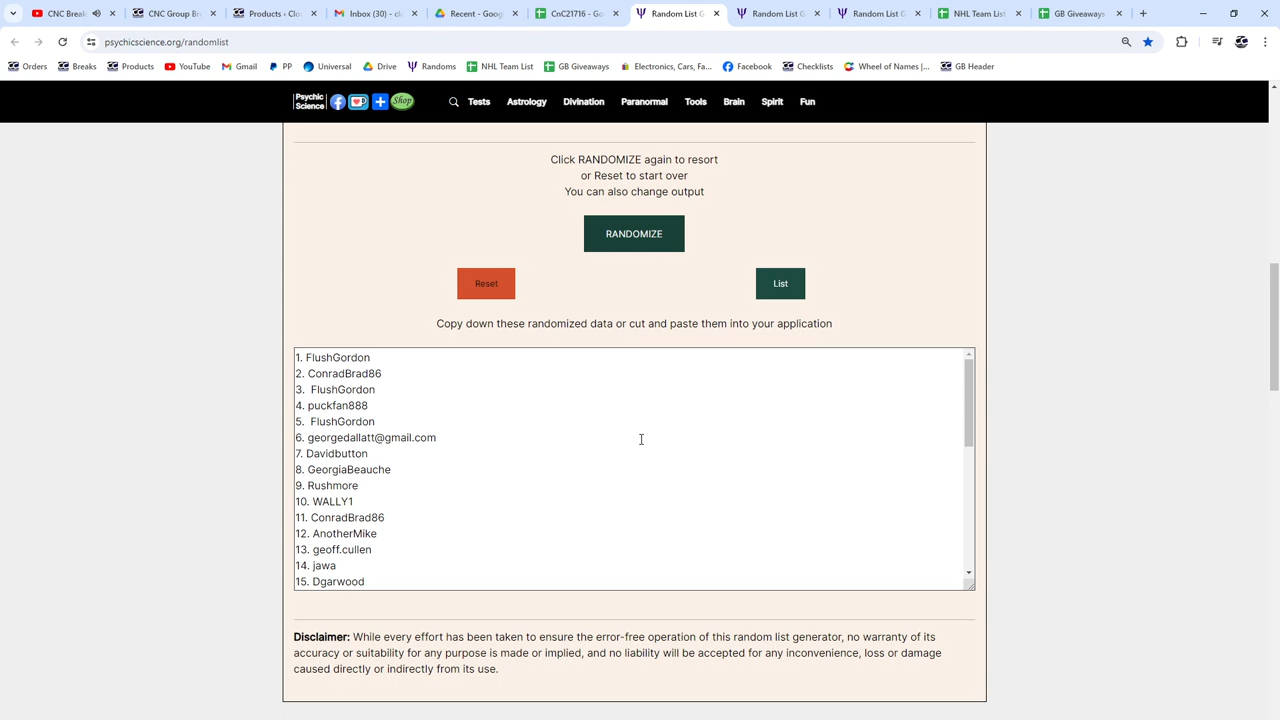 CNC Break
CNC Group Br
Products ‹ Clo
Inbox (30) - cl
Recent - Goog
CnC21716 - Go
Random List G
Random List G
Random List G
NHL Team List
GB Giveaways
psychicscience.org/randomlist
Orders Breaks Products YouTube Gmail PP Universal Drive Randoms NHL Team List GB Giveaways Electronics, Cars, Fa... Facebook Checklists Wheel of Names |... GB Header
Psychic
Science
Shop
Tests Astrology Divination Paranormal Tools Brain Spirit Fun
Click RANDOMIZE again to resort
or Reset to start over
You can also change output
RANDOMIZE
Reset List
Copy down these randomized data or cut and paste them into your application
1. FlushGordon
2. ConradBrad86
3. FlushGordon
4. puckfan888
5. FlushGordon
6. georgedallatt@gmail.com
7. Davidbutton
8. GeorgiaBeauche
9. Rushmore
10. WALLY1
11. ConradBrad86
12. AnotherMike
13. geoff.cullen
14. jawa
15. Dgarwood
Disclaimer: While every effort has been taken to ensure the error-free operation of this random list generator, no warranty of its
accuracy or suitability for any purpose is made or implied, and no liability will be accepted for any inconvenience, loss or damage
caused directly or indirectly from its use.